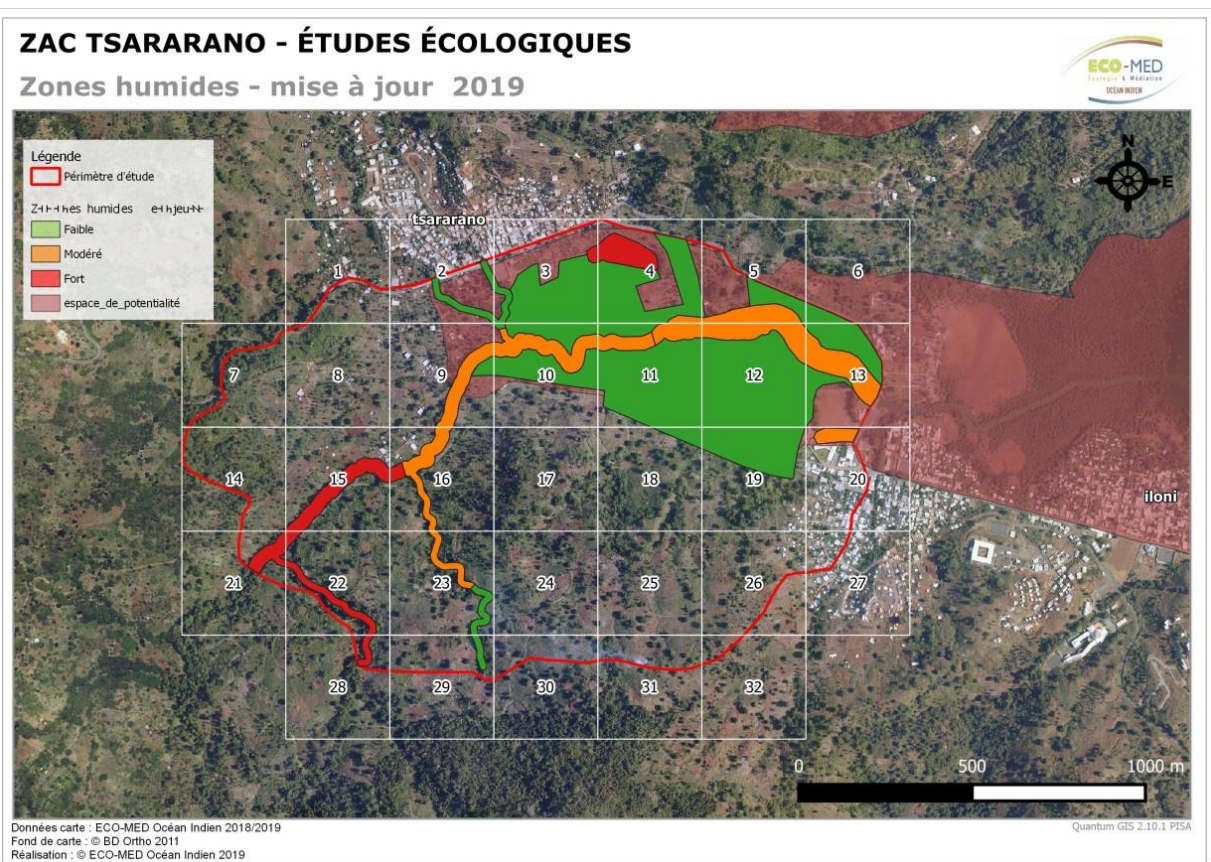 ZAC TSARARANO - ÉTUDES ÉCOLOGIQUES
Zones humides - mise à jour 2019
ECO-MED
Écologie & Médiation
OCÉAN INDIEN
Légende
Périmètre d'étude
humides
Faible
Modéré
Fort
espace_de_potentialité
N
E
tsararano
1
2
3
4
5
6
7
8
9
10
11
12
13
14
15
16
17
18
19
20
iloni
21
22
23
24
25
26
27
28
29
30
31
32
0 500 1000 m
Données carte : ECO-MED Océan Indien 2018/2019
Fond de carte : © BD Ortho 2011
Réalisation : © ECO-MED Océan Indien 2019
Quantum GIS 2.10.1 PISA